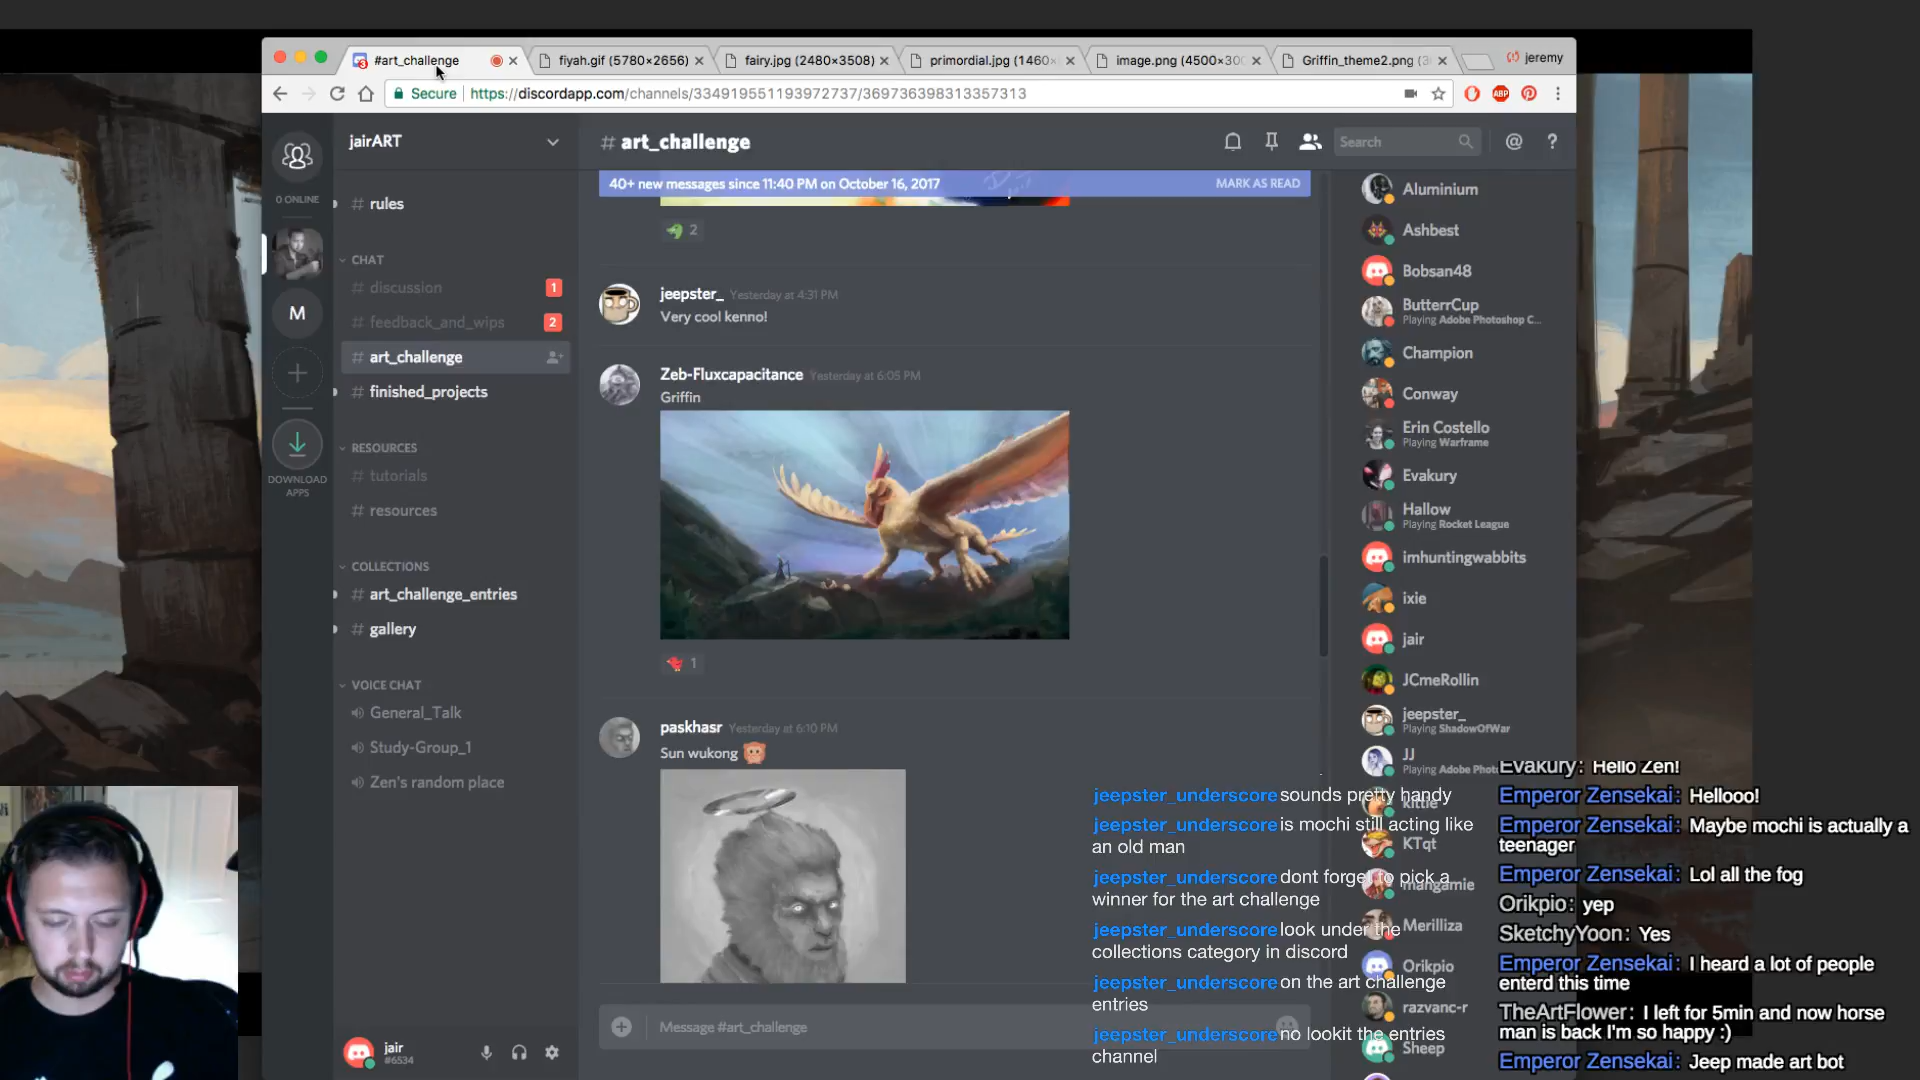 #art_challenge
fiyah.gif (5780×2656)
fairy.jpg (2480×3508)
primordial.jpg (1460×
image.png (4500×300
Griffin_theme2.png (3
jeremy
Secure
https://discordapp.com/channels/334919551193972737/369736398313357313
ABP
jairART
# art_challenge
Search
@
?
40+ new messages since 11:40 PM on October 16, 2017
MARK AS READ
0 ONLINE
M
DOWNLOAD
APPS
# rules
CHAT
# discussion
1
# feedback_and_wips
2
# art_challenge
# finished_projects
RESOURCES
# tutorials
# resources
COLLECTIONS
# art_challenge_entries
# gallery
VOICE CHAT
General_Talk
Study-Group_1
Zen's random place
jair
#6534
2
jeepster_ Yesterday at 4:31 PM
Very cool kenno!
Zeb-Fluxcapacitance Yesterday at 6:05 PM
Griffin
1
paskhasr Yesterday at 6:10 PM
Sun wukong
Message #art_challenge
Aluminium
Ashbest
Bobsan48
ButterrCup
Playing Adobe Photoshop C...
Champion
Conway
Erin Costello
Playing Warframe
Evakury
Hallow
Playing Rocket League
imhuntingwabbits
ixie
jair
JCmeRollin
jeepster_
Playing ShadowOfWar
JJ
Playing Adobe Phot
kittie
KTqt
mangamie
Merilliza
Orikpio
razvanc-r
Sheep
jeepster_underscore sounds pretty handy
jeepster_underscore is mochi still acting like
an old man
jeepster_underscore dont forget to pick a
winner for the art challenge
jeepster_underscore look under the
collections category in discord
jeepster_underscore on the art challenge
entries
jeepster_underscore no lookit the entries
channel
Evakury: Hello Zen!
Emperor Zensekai: Hellooo!
Emperor Zensekai: Maybe mochi is actually a
teenager
Emperor Zensekai: Lol all the fog
Orikpio: yep
SketchyYoon: Yes
Emperor Zensekai: I heard a lot of people
enterd this time
TheArtFlower: I left for 5min and now horse
man is back I'm so happy :)
Emperor Zensekai: Jeep made art bot